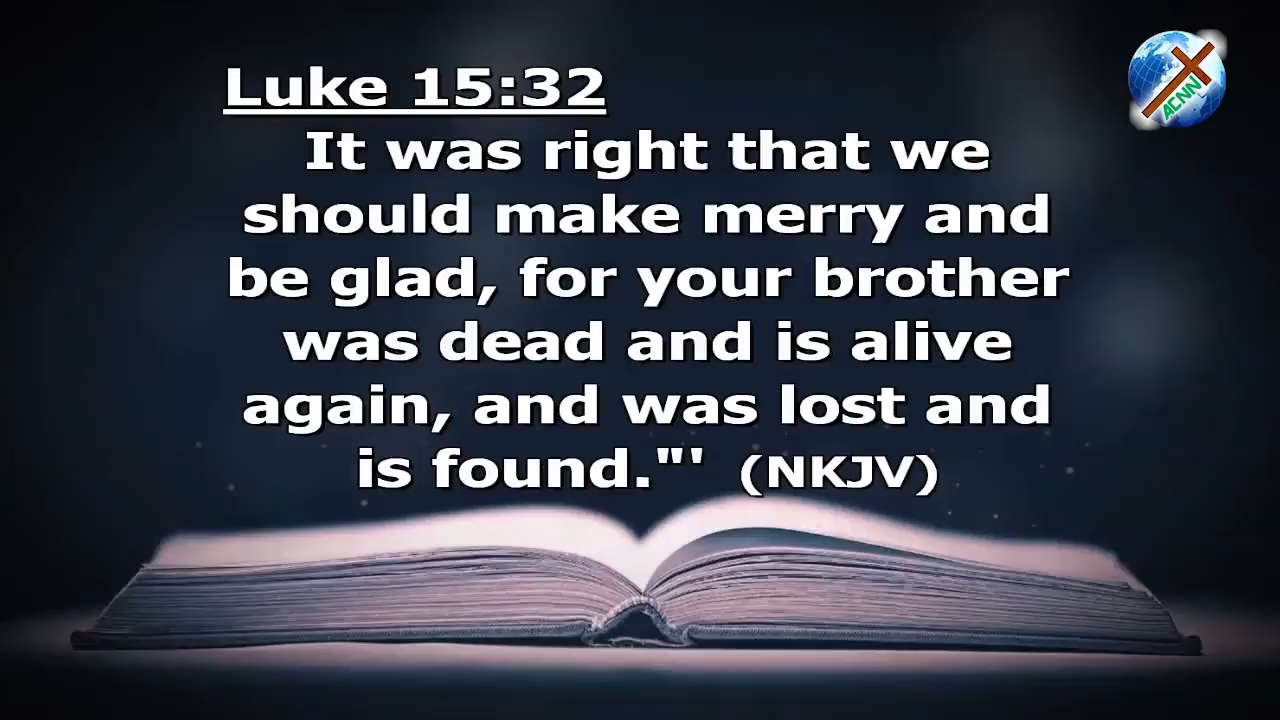 Luke 15:32
It was right that we
should make merry and
be glad, for your brother
was dead and is alive
again, and was lost and
is found."' (NKJV)
ACNN